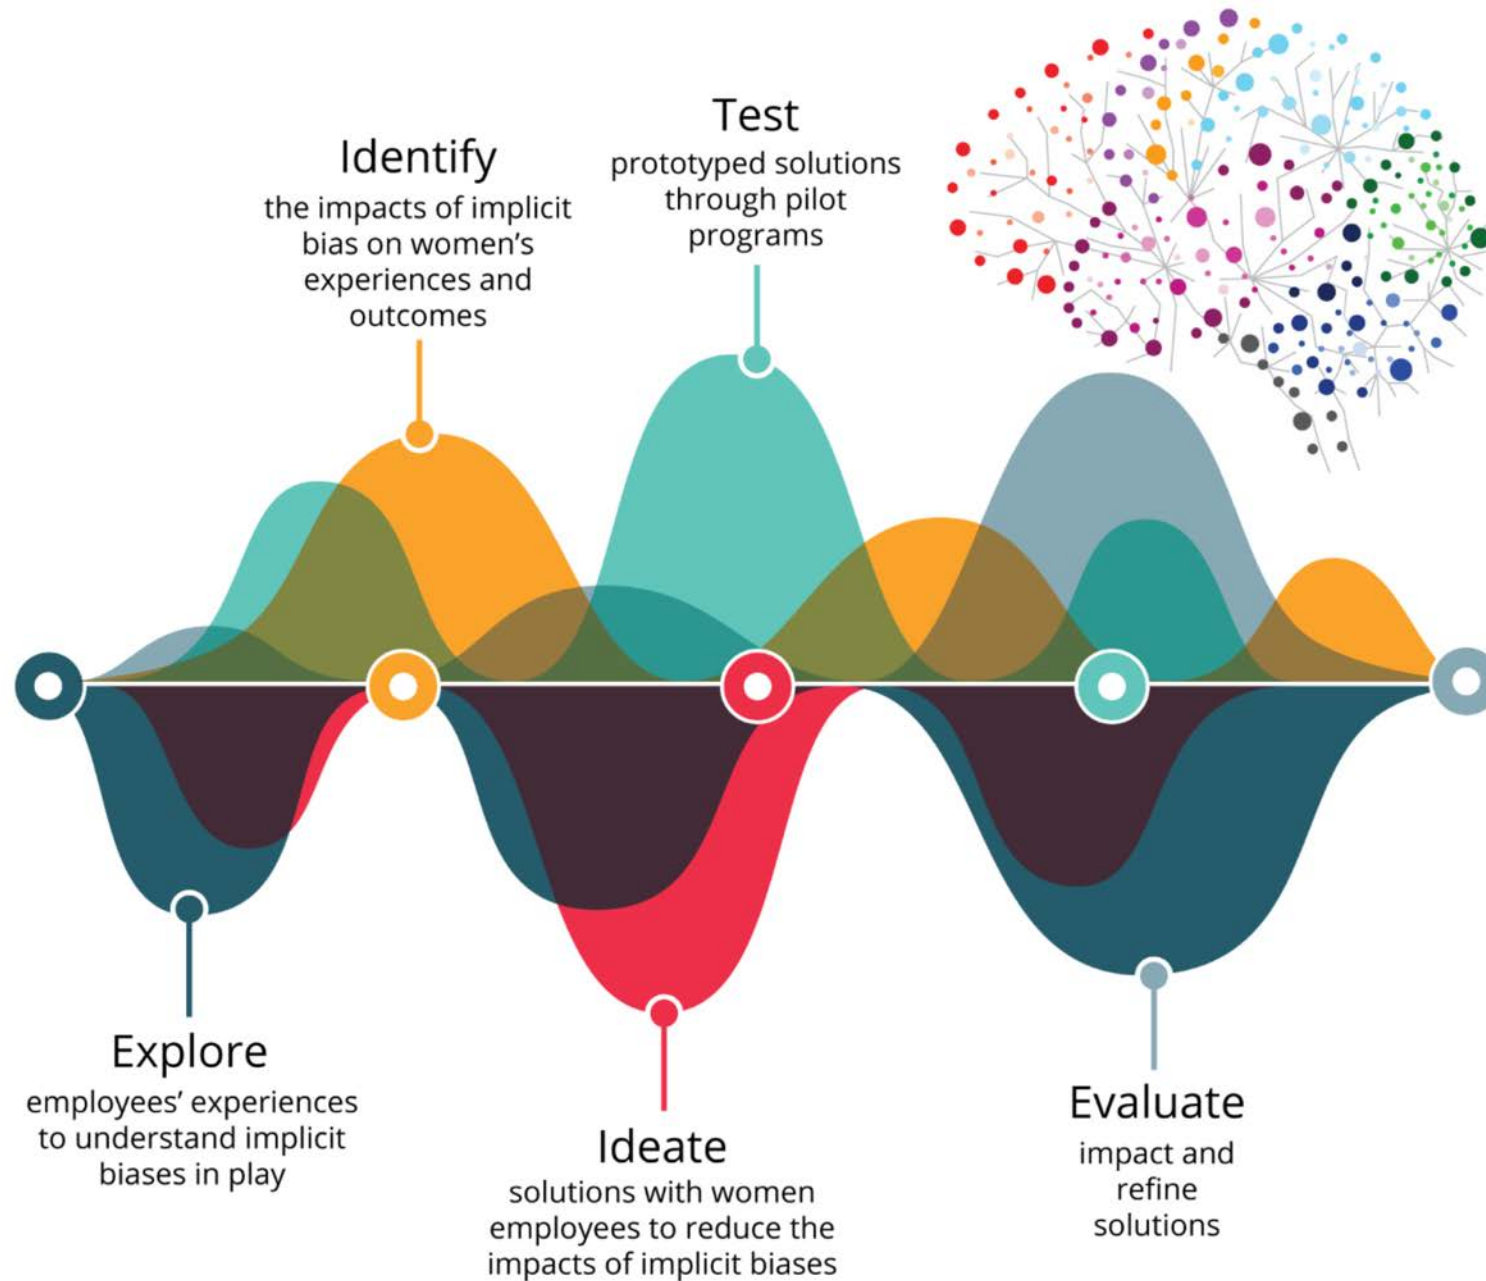 Identify
the impacts of implicit
bias on women’s
experiences and
outcomes
Test
prototyped solutions
through pilot
programs
Explore
employees’ experiences
to understand implicit
biases in play
Ideate
solutions with women
employees to reduce the
impacts of implicit biases
Evaluate
impact and
refine
solutions